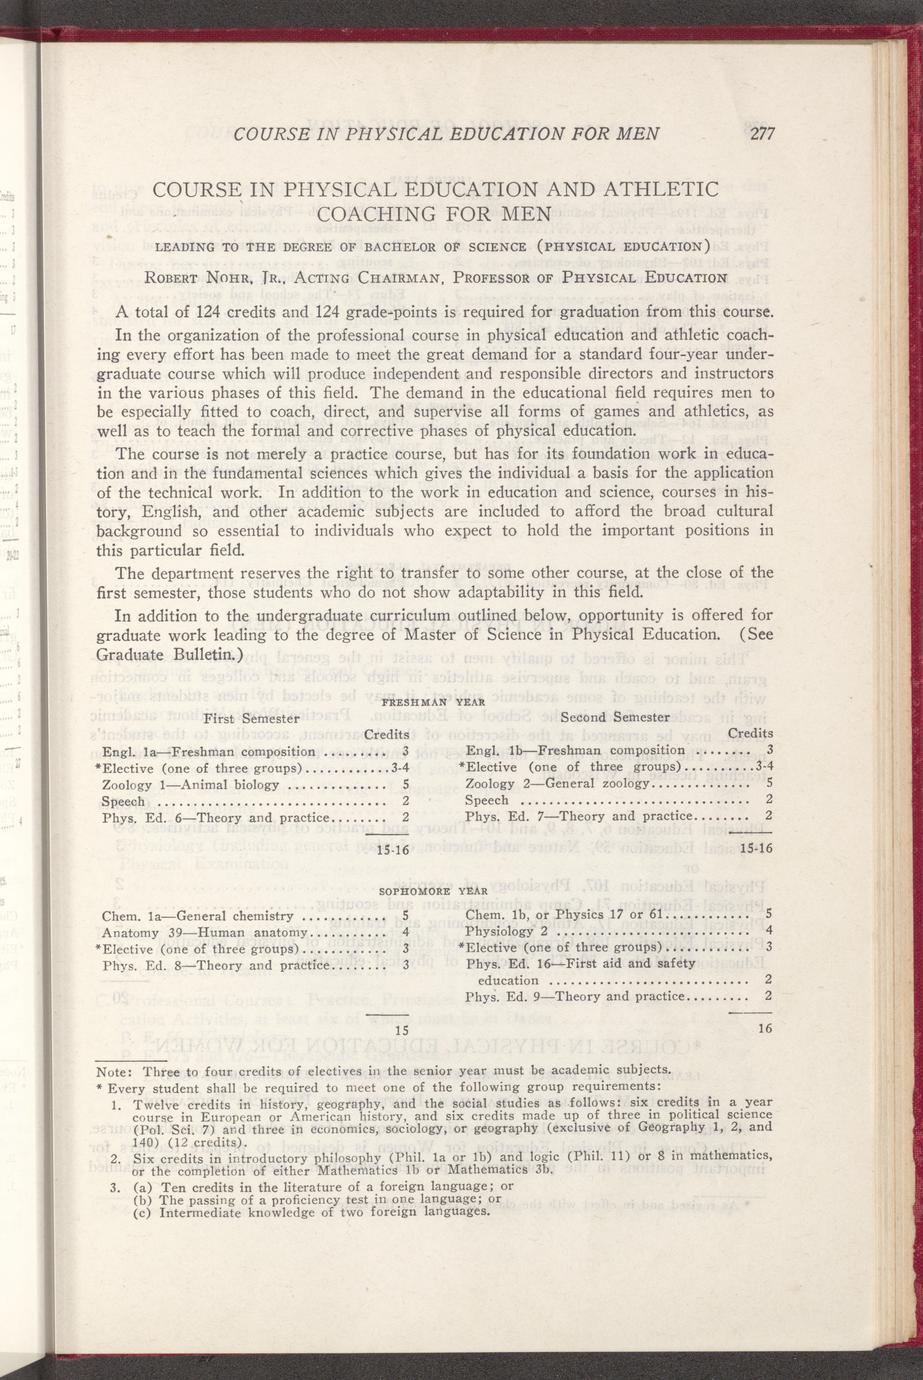 COURSE IN PHYSICAL EDUCATION FOR MEN 277
COURSE IN PHYSICAL EDUCATION AND ATHLETIC
COACHING FOR MEN
LEADING TO THE DEGREE OF BACHELOR OF SCIENCE (PHYSICAL EDUCATION)
ROBERT NOHR, JR., ACTING CHAIRMAN, PROFESSOR OF PHYSICAL EDUCATION
A total of 124 credits and 124 grade-points is required for graduation from this course.
In the organization of the professional course in physical education and athletic coach-
ing every effort has been made to meet the great demand for a standard four-year under-
graduate course which will produce independent and responsible directors and instructors
in the various phases of this field. The demand in the educational field requires men to
be especially fitted to coach, direct, and supervise all forms of games and athletics, as
well as to teach the formal and corrective phases of physical education.
The course is not merely a practice course, but has for its foundation work in educa-
tion and in the fundamental sciences which gives the individual a basis for the application
of the technical work. In addition to the work in education and science, courses in his-
tory, English, and other academic subjects are included to afford the broad cultural
background so essential to individuals who expect to hold the important positions in
this particular field.
The department reserves the right to transfer to some other course, at the close of the
first semester, those students who do not show adaptability in this field.
In addition to the undergraduate curriculum outlined below, opportunity is offered for
graduate work leading to the degree of Master of Science in Physical Education. (See
Graduate Bulletin.)
FRESHMAN YEAR
First Semester
Credits
Engl. 1a—Freshman composition ......... 3
*Elective (one of three groups)............3-4
Zoology 1—Animal biology .............. 5
Speech ................................ 2
Phys. Ed. 6—Theory and practice........ 2
15-16
Second Semester
Credits
Engl. 1b—Freshman composition ........ 3
*Elective (one of three groups)..........3-4
Zoology 2—General zoology.............. 5
Speech ................................ 2
Phys. Ed. 7—Theory and practice........ 2
15-16
SOPHOMORE YEAR
Chem. 1a—General chemistry ............ 5
Anatomy 39—Human anatomy........... 4
*Elective (one of three groups)............ 3
Phys. Ed. 8—Theory and practice........ 3
15
Chem. 1b, or Physics 17 or 61............ 5
Physiology 2 ........................... 4
*Elective (one of three groups)............ 3
Phys. Ed. 16—First aid and safety
education ............................ 2
Phys. Ed. 9—Theory and practice......... 2
16
Note: Three to four credits of electives in the senior year must be academic subjects.
* Every student shall be required to meet one of the following group requirements:
1. Twelve credits in history, geography, and the social studies as follows: six credits in a year
course in European or American history, and six credits made up of three in political science
(Pol. Sci. 7) and three in economics, sociology, or geography (exclusive of Geography 1, 2, and
140) (12 credits).
2. Six credits in introductory philosophy (Phil. 1a or 1b) and logic (Phil. 11) or 8 in mathematics,
or the completion of either Mathematics 1b or Mathematics 3b.
3. (a) Ten credits in the literature of a foreign language; or
(b) The passing of a proficiency test in one language; or
(c) Intermediate knowledge of two foreign languages.